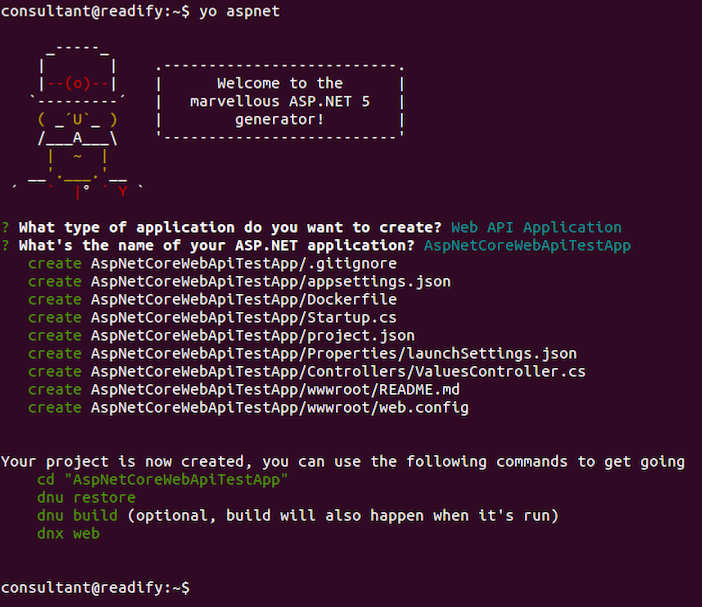 consultant@readify:~$ yo aspnet
     _-----_
    |       |    .--------------------------.
    |--(o)--|    |      Welcome to the      |
   `---------´   |   marvellous ASP.NET 5   |
    ( _´U`_ )    |        generator!        |
    /___A___\    '--------------------------'
     |  ~  |
   __'.___.'__
 ´   `  |° ´ Y `
? What type of application do you want to create? Web API Application
? What's the name of your ASP.NET application? AspNetCoreWebApiTestApp
   create AspNetCoreWebApiTestApp/.gitignore
   create AspNetCoreWebApiTestApp/appsettings.json
   create AspNetCoreWebApiTestApp/Dockerfile
   create AspNetCoreWebApiTestApp/Startup.cs
   create AspNetCoreWebApiTestApp/project.json
   create AspNetCoreWebApiTestApp/Properties/launchSettings.json
   create AspNetCoreWebApiTestApp/Controllers/ValuesController.cs
   create AspNetCoreWebApiTestApp/wwwroot/README.md
   create AspNetCoreWebApiTestApp/wwwroot/web.config
Your project is now created, you can use the following commands to get going
    cd "AspNetCoreWebApiTestApp"
    dnu restore
    dnu build (optional, build will also happen when it's run)
    dnx web
consultant@readify:~$